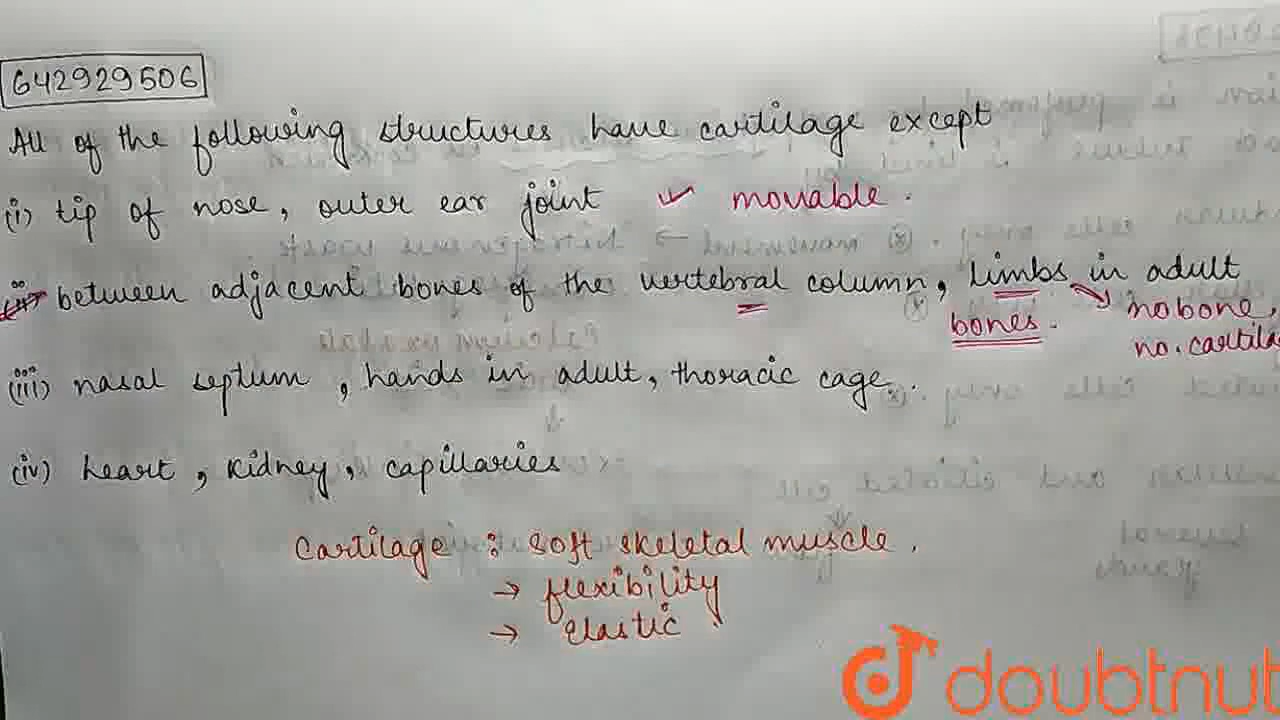 642929506
All of the following structures have cartilage except
(i) tip of nose, outer ear joint movable.
(ii) between adjacent bones of the vertebral column, limbs in adult
bones. no bone,
no. cartila
(iii) nasal septum, hands in adult, thoracic cage.
(iv) heart, kidney, capillaries
cartilage : soft skeletal muscle.
→ flexibility
→ elastic
doubtnut